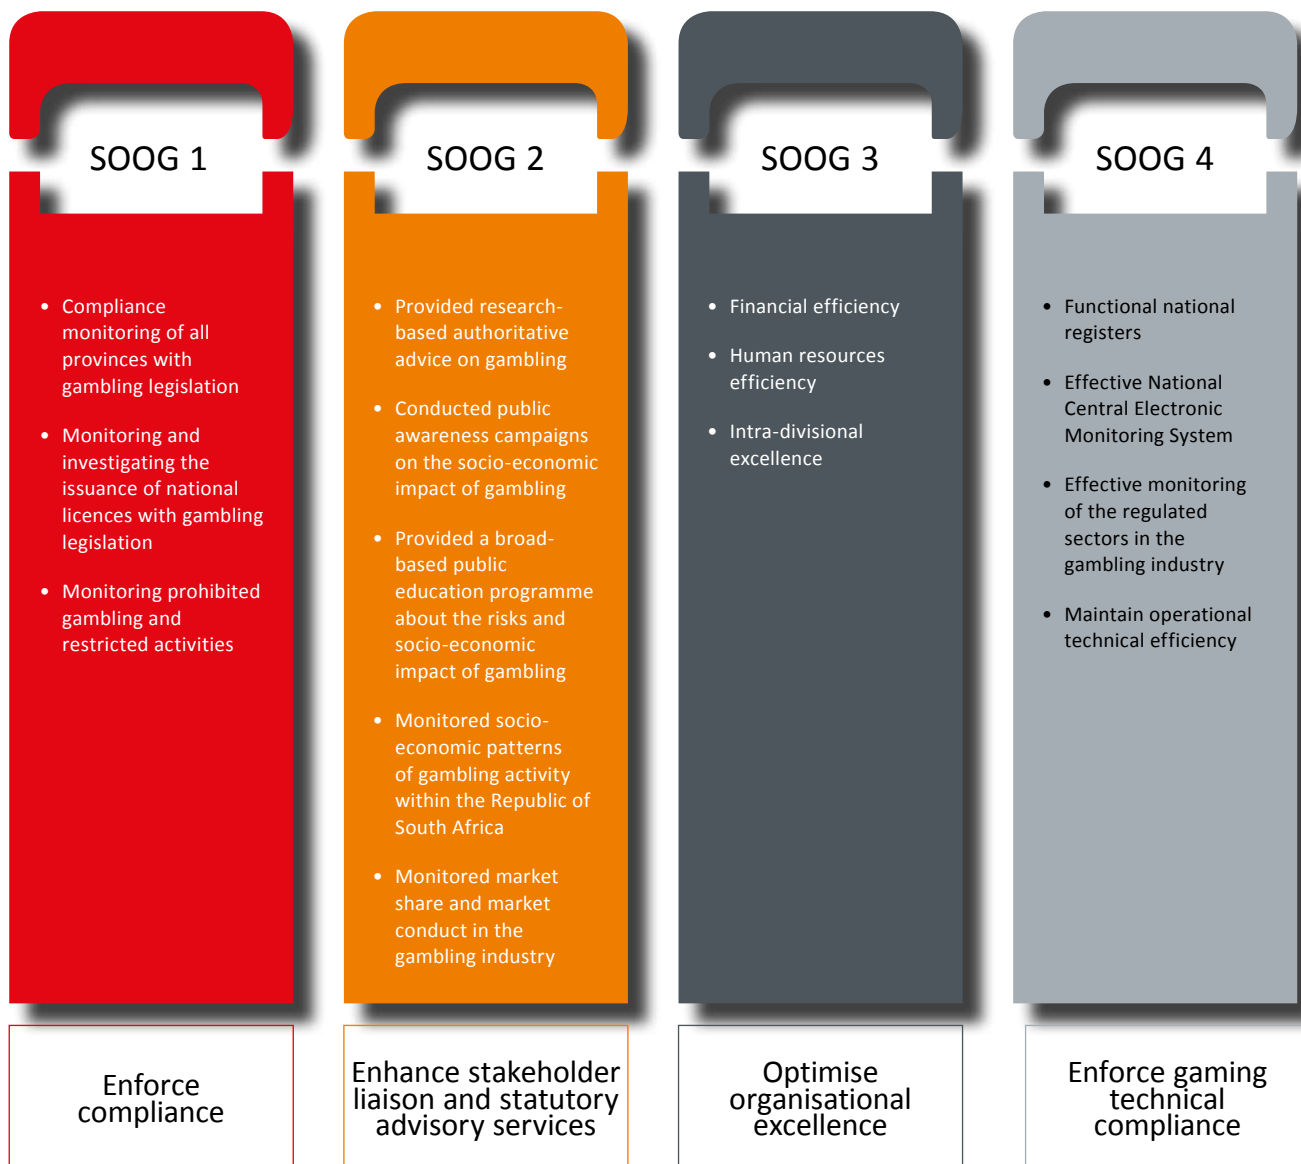 SOOG 1
• Compliance
monitoring of all
provinces with
gambling legislation
• Monitoring and
investigating the
issuance of national
licences with gambling
legislation
• Monitoring prohibited
gambling and
restricted activities
Enforce
compliance
SOOG 2
• Provided research-
based authoritative
advice on gambling
• Conducted public
awareness campaigns
on the socio-economic
impact of gambling
• Provided a broad-
based public
education programme
about the risks and
socio-economic
impact of gambling
• Monitored socio-
economic patterns
of gambling activity
within the Republic of
South Africa
• Monitored market
share and market
conduct in the
gambling industry
Enhance stakeholder
liaison and statutory
advisory services
SOOG 3
• Financial efficiency
• Human resources
efficiency
• Intra-divisional
excellence
Optimise
organisational
excellence
SOOG 4
• Functional national
registers
• Effective National
Central Electronic
Monitoring System
• Effective monitoring
of the regulated
sectors in the
gambling industry
• Maintain operational
technical efficiency
Enforce gaming
technical
compliance